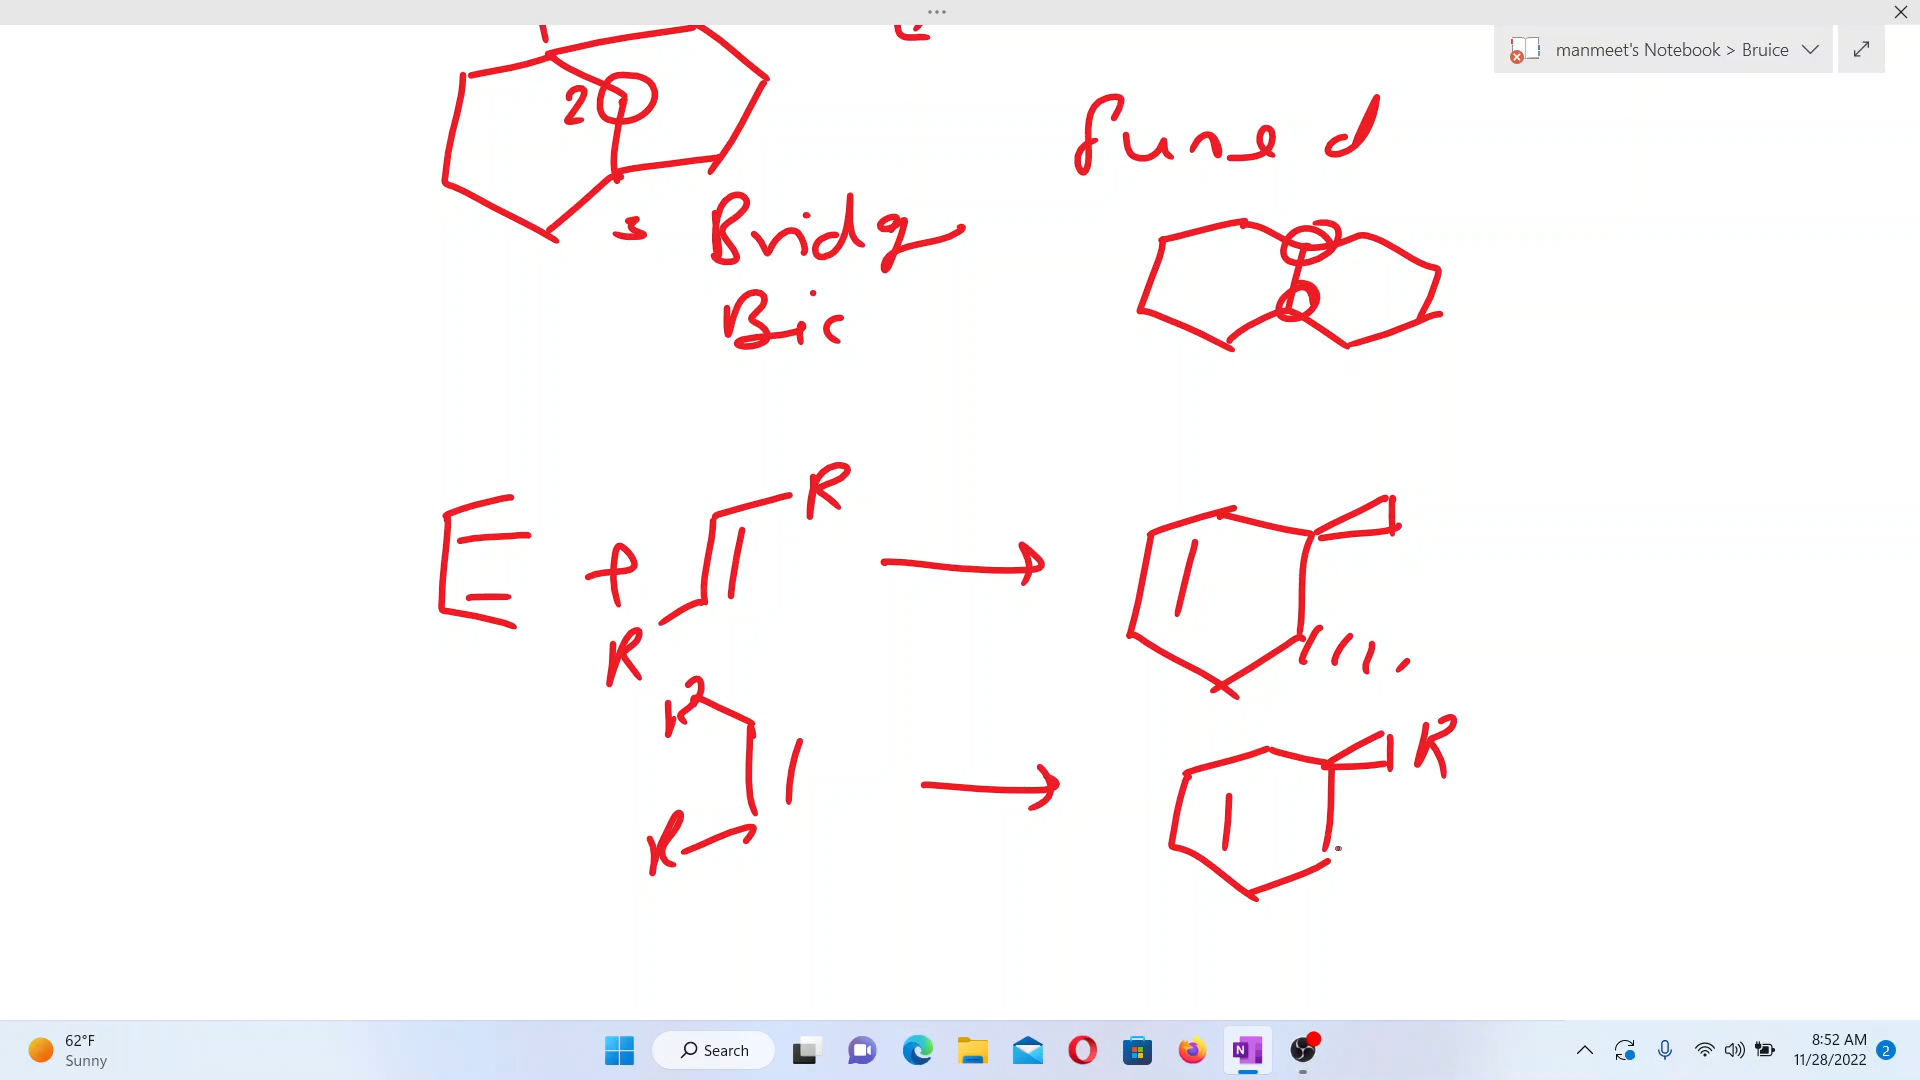 manmeet's Notebook > Bruice
2
fused
3 Bridge
Bic
R
+
R
R
R
R
62°F
Sunny
Search
8:52 AM
11/28/2022
2